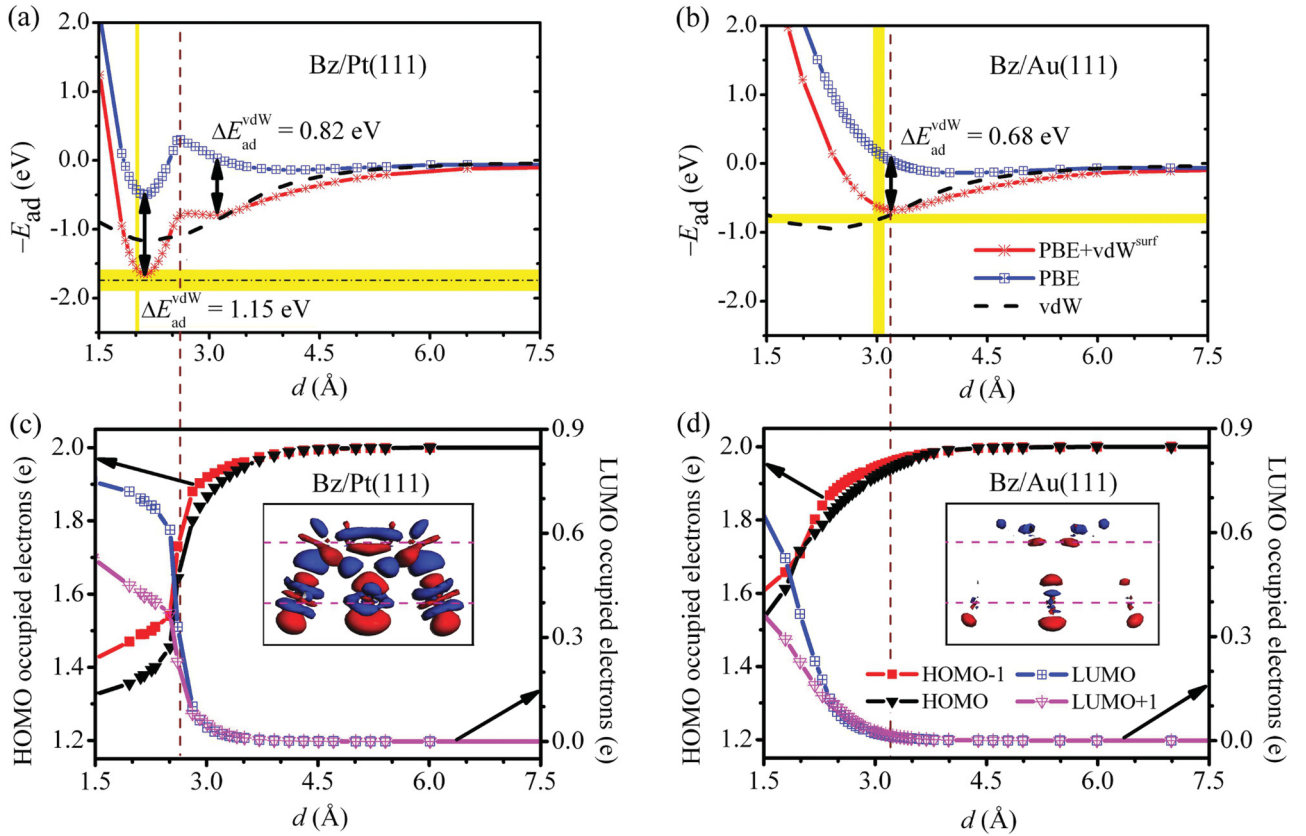 (a)
Bz/Pt(111)
ΔE_ad^vdW = 0.82 eV
ΔE_ad^vdW = 1.15 eV
−E_ad (eV)
2.0
1.0
0.0
-1.0
-2.0
1.5 3.0 4.5 6.0 7.5
d (Å)
(b)
Bz/Au(111)
ΔE_ad^vdW = 0.68 eV
PBE+vdW^surf
PBE
vdW
−E_ad (eV)
2.0
1.0
0.0
-1.0
-2.0
1.5 3.0 4.5 6.0 7.5
d (Å)
(c)
Bz/Pt(111)
HOMO occupied electrons (e)
2.0
1.8
1.6
1.4
1.2
LUMO occupied electrons (e)
0.9
0.6
0.3
0.0
1.5 3.0 4.5 6.0 7.5
d (Å)
(d)
Bz/Au(111)
HOMO-1 LUMO
HOMO LUMO+1
HOMO occupied electrons (e)
2.0
1.8
1.6
1.4
1.2
LUMO occupied electrons (e)
0.9
0.6
0.3
0.0
1.5 3.0 4.5 6.0 7.5
d (Å)